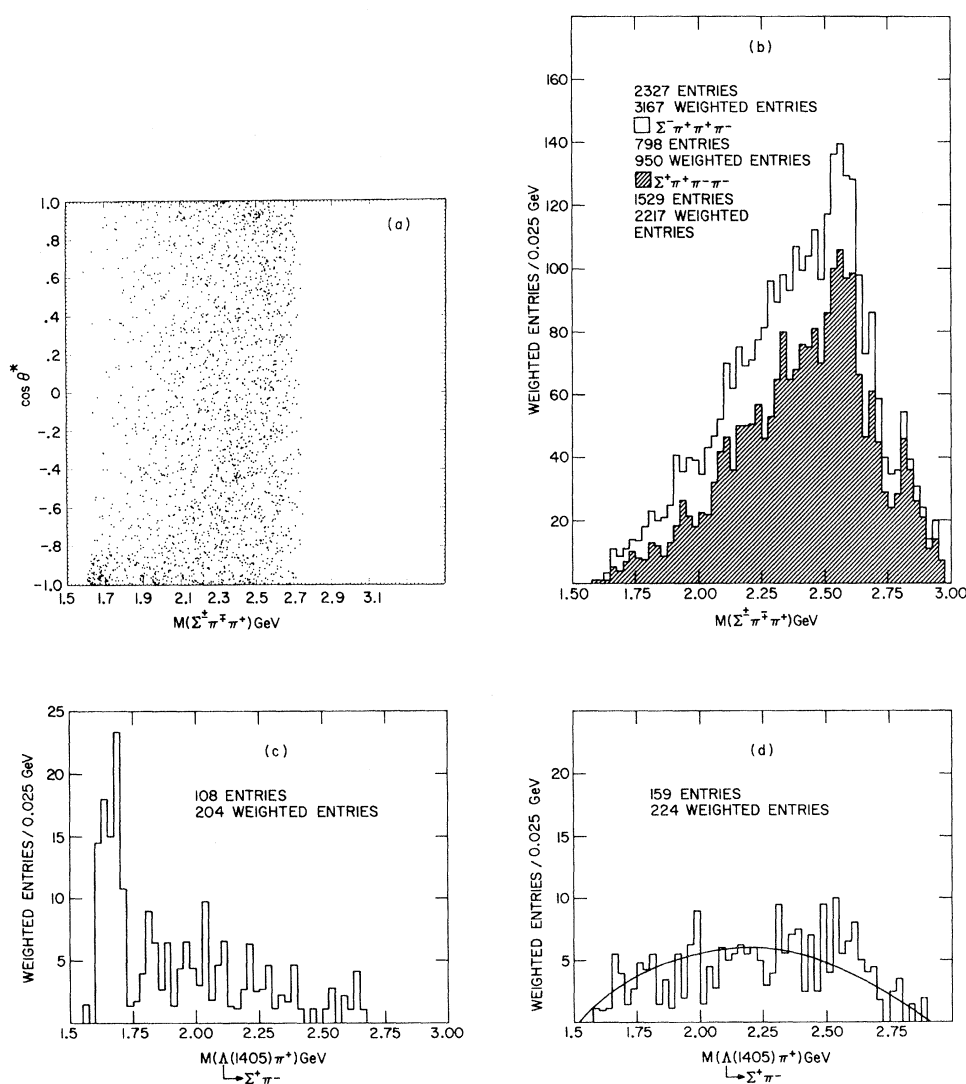 (a)
1.0
.8
.6
.4
.2
0
-.2
-.4
-.6
-.8
-1.0
cos θ*
1.5 1.7 1.9 2.1 2.3 2.5 2.7 2.9 3.1
M(Σ± π∓ π+) GeV
(b)
160
140
120
100
80
60
40
20
WEIGHTED ENTRIES / 0.025 GeV
2327 ENTRIES
3167 WEIGHTED ENTRIES
Σ− π+ π+ π−
798 ENTRIES
950 WEIGHTED ENTRIES
Σ+ π+ π− π−
1529 ENTRIES
2217 WEIGHTED
ENTRIES
1.50 1.75 2.00 2.25 2.50 2.75 3.00
M(Σ± π∓ π+) GeV
(c)
25
20
15
10
5
WEIGHTED ENTRIES / 0.025 GeV
108 ENTRIES
204 WEIGHTED ENTRIES
1.50 1.75 2.00 2.25 2.50 2.75 3.00
M(Λ(1405)π+) GeV
→ Σ+ π−
(d)
20
15
10
5
WEIGHTED ENTRIES / 0.025 GeV
159 ENTRIES
224 WEIGHTED ENTRIES
1.50 1.75 2.00 2.25 2.50 2.75 3.00
M(Λ(1405)π+) GeV
→ Σ+ π−